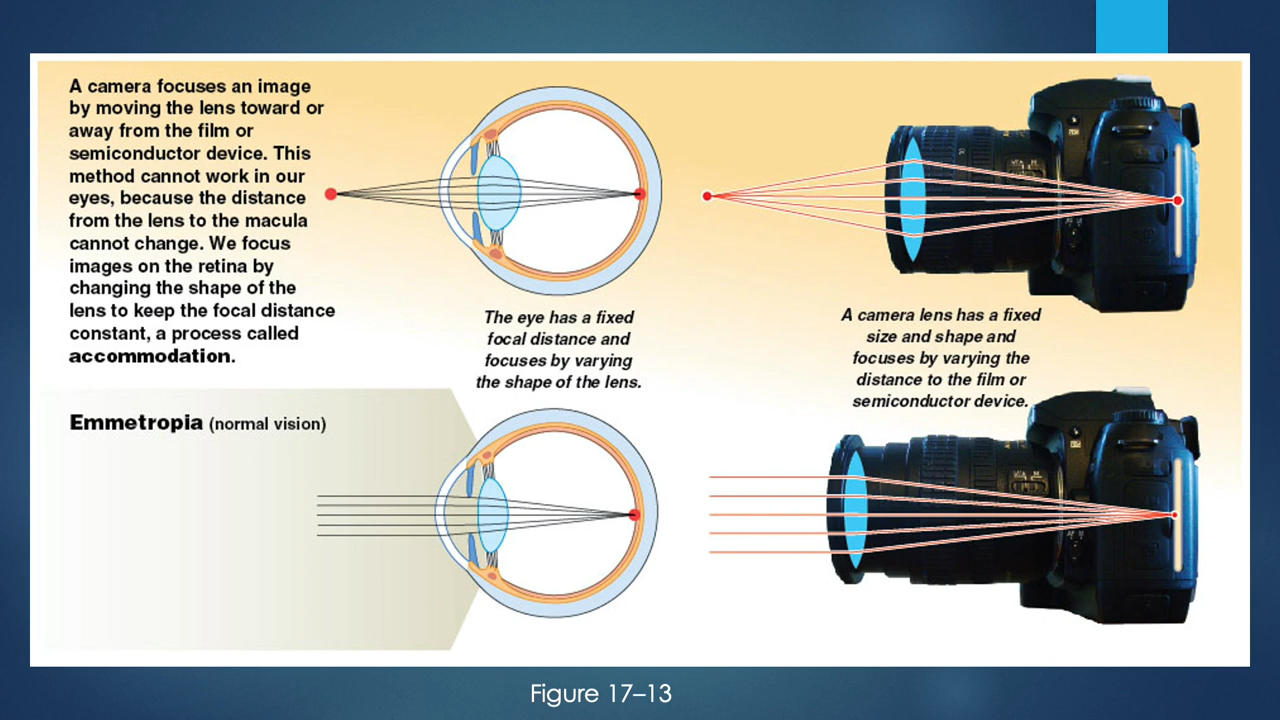 A camera focuses an image
by moving the lens toward or
away from the film or
semiconductor device. This
method cannot work in our
eyes, because the distance
from the lens to the macula
cannot change. We focus
images on the retina by
changing the shape of the
lens to keep the focal distance
constant, a process called
accommodation.
The eye has a fixed
focal distance and
focuses by varying
the shape of the lens.
A camera lens has a fixed
size and shape and
focuses by varying the
distance to the film or
semiconductor device.
Emmetropia (normal vision)
Figure 17–13